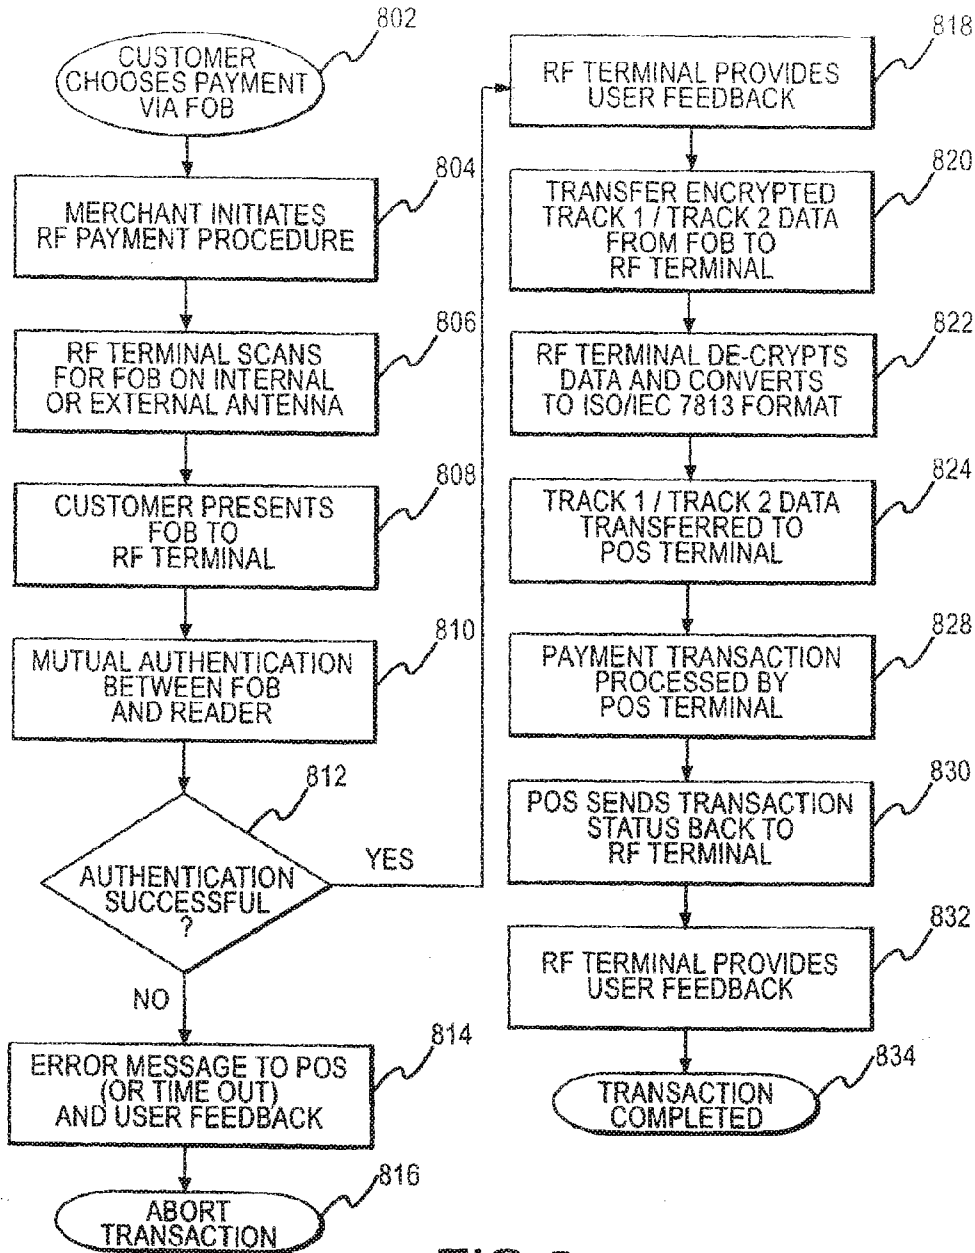 802
CUSTOMER
CHOOSES PAYMENT
VIA FOB
804
MERCHANT INITIATES
RF PAYMENT PROCEDURE
806
RF TERMINAL SCANS
FOR FOB ON INTERNAL
OR EXTERNAL ANTENNA
808
CUSTOMER PRESENTS
FOB TO
RF TERMINAL
810
MUTUAL AUTHENTICATION
BETWEEN FOB
AND READER
812
AUTHENTICATION
SUCCESSFUL
?
YES
NO
814
ERROR MESSAGE TO POS
(OR TIME OUT)
AND USER FEEDBACK
816
ABORT
TRANSACTION
818
RF TERMINAL PROVIDES
USER FEEDBACK
820
TRANSFER ENCRYPTED
TRACK 1 / TRACK 2 DATA
FROM FOB TO
RF TERMINAL
822
RF TERMINAL DE-CRYPTS
DATA AND CONVERTS
TO ISO/IEC 7813 FORMAT
824
TRACK 1 / TRACK 2 DATA
TRANSFERRED TO
POS TERMINAL
828
PAYMENT TRANSACTION
PROCESSED BY
POS TERMINAL
830
POS SENDS TRANSACTION
STATUS BACK TO
RF TERMINAL
832
RF TERMINAL PROVIDES
USER FEEDBACK
834
TRANSACTION
COMPLETED